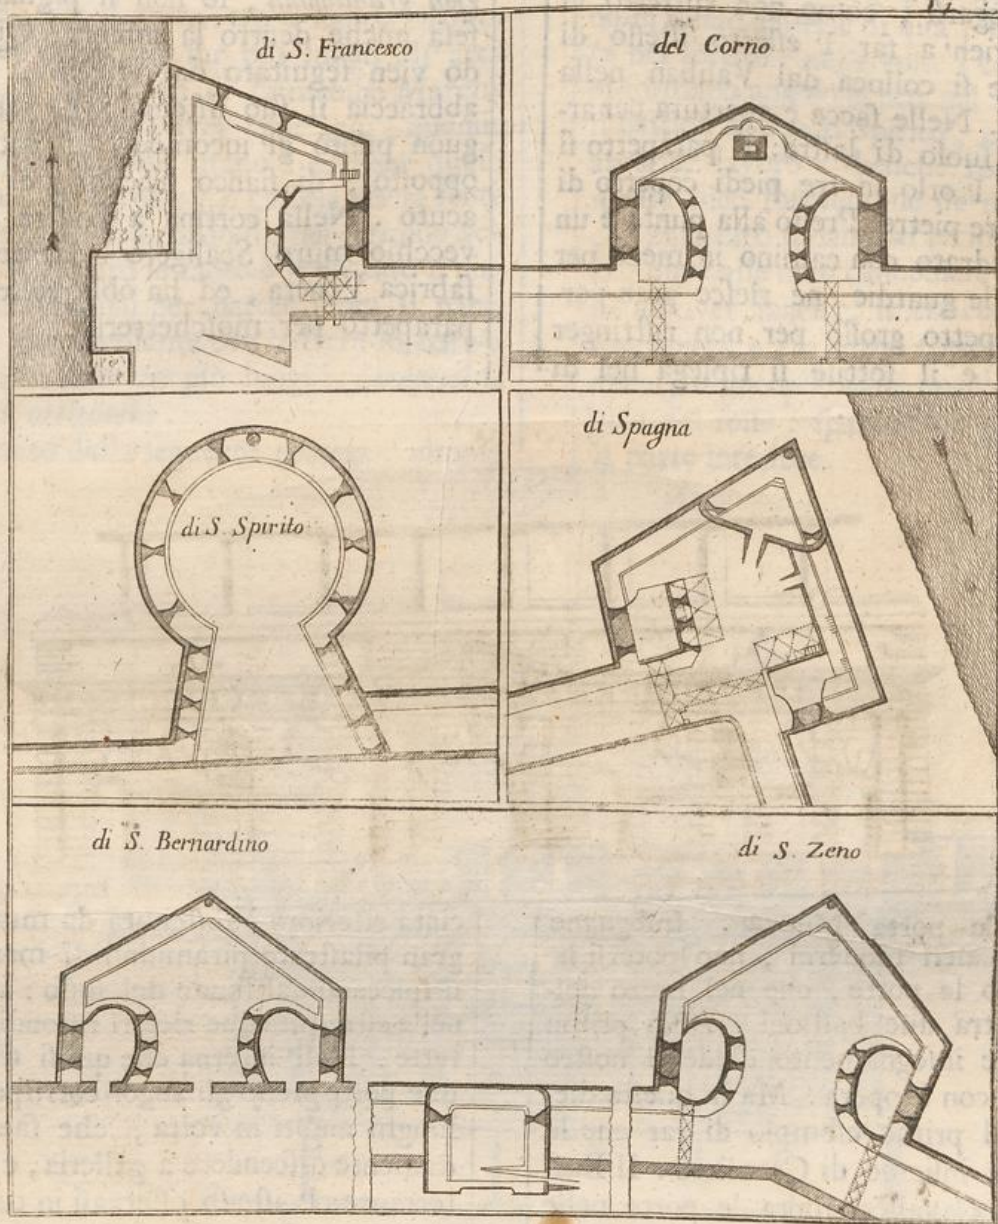 di S. Francesco
del Corno
di S. Spirito
di Spagna
di S. Bernardino
di S. Zeno